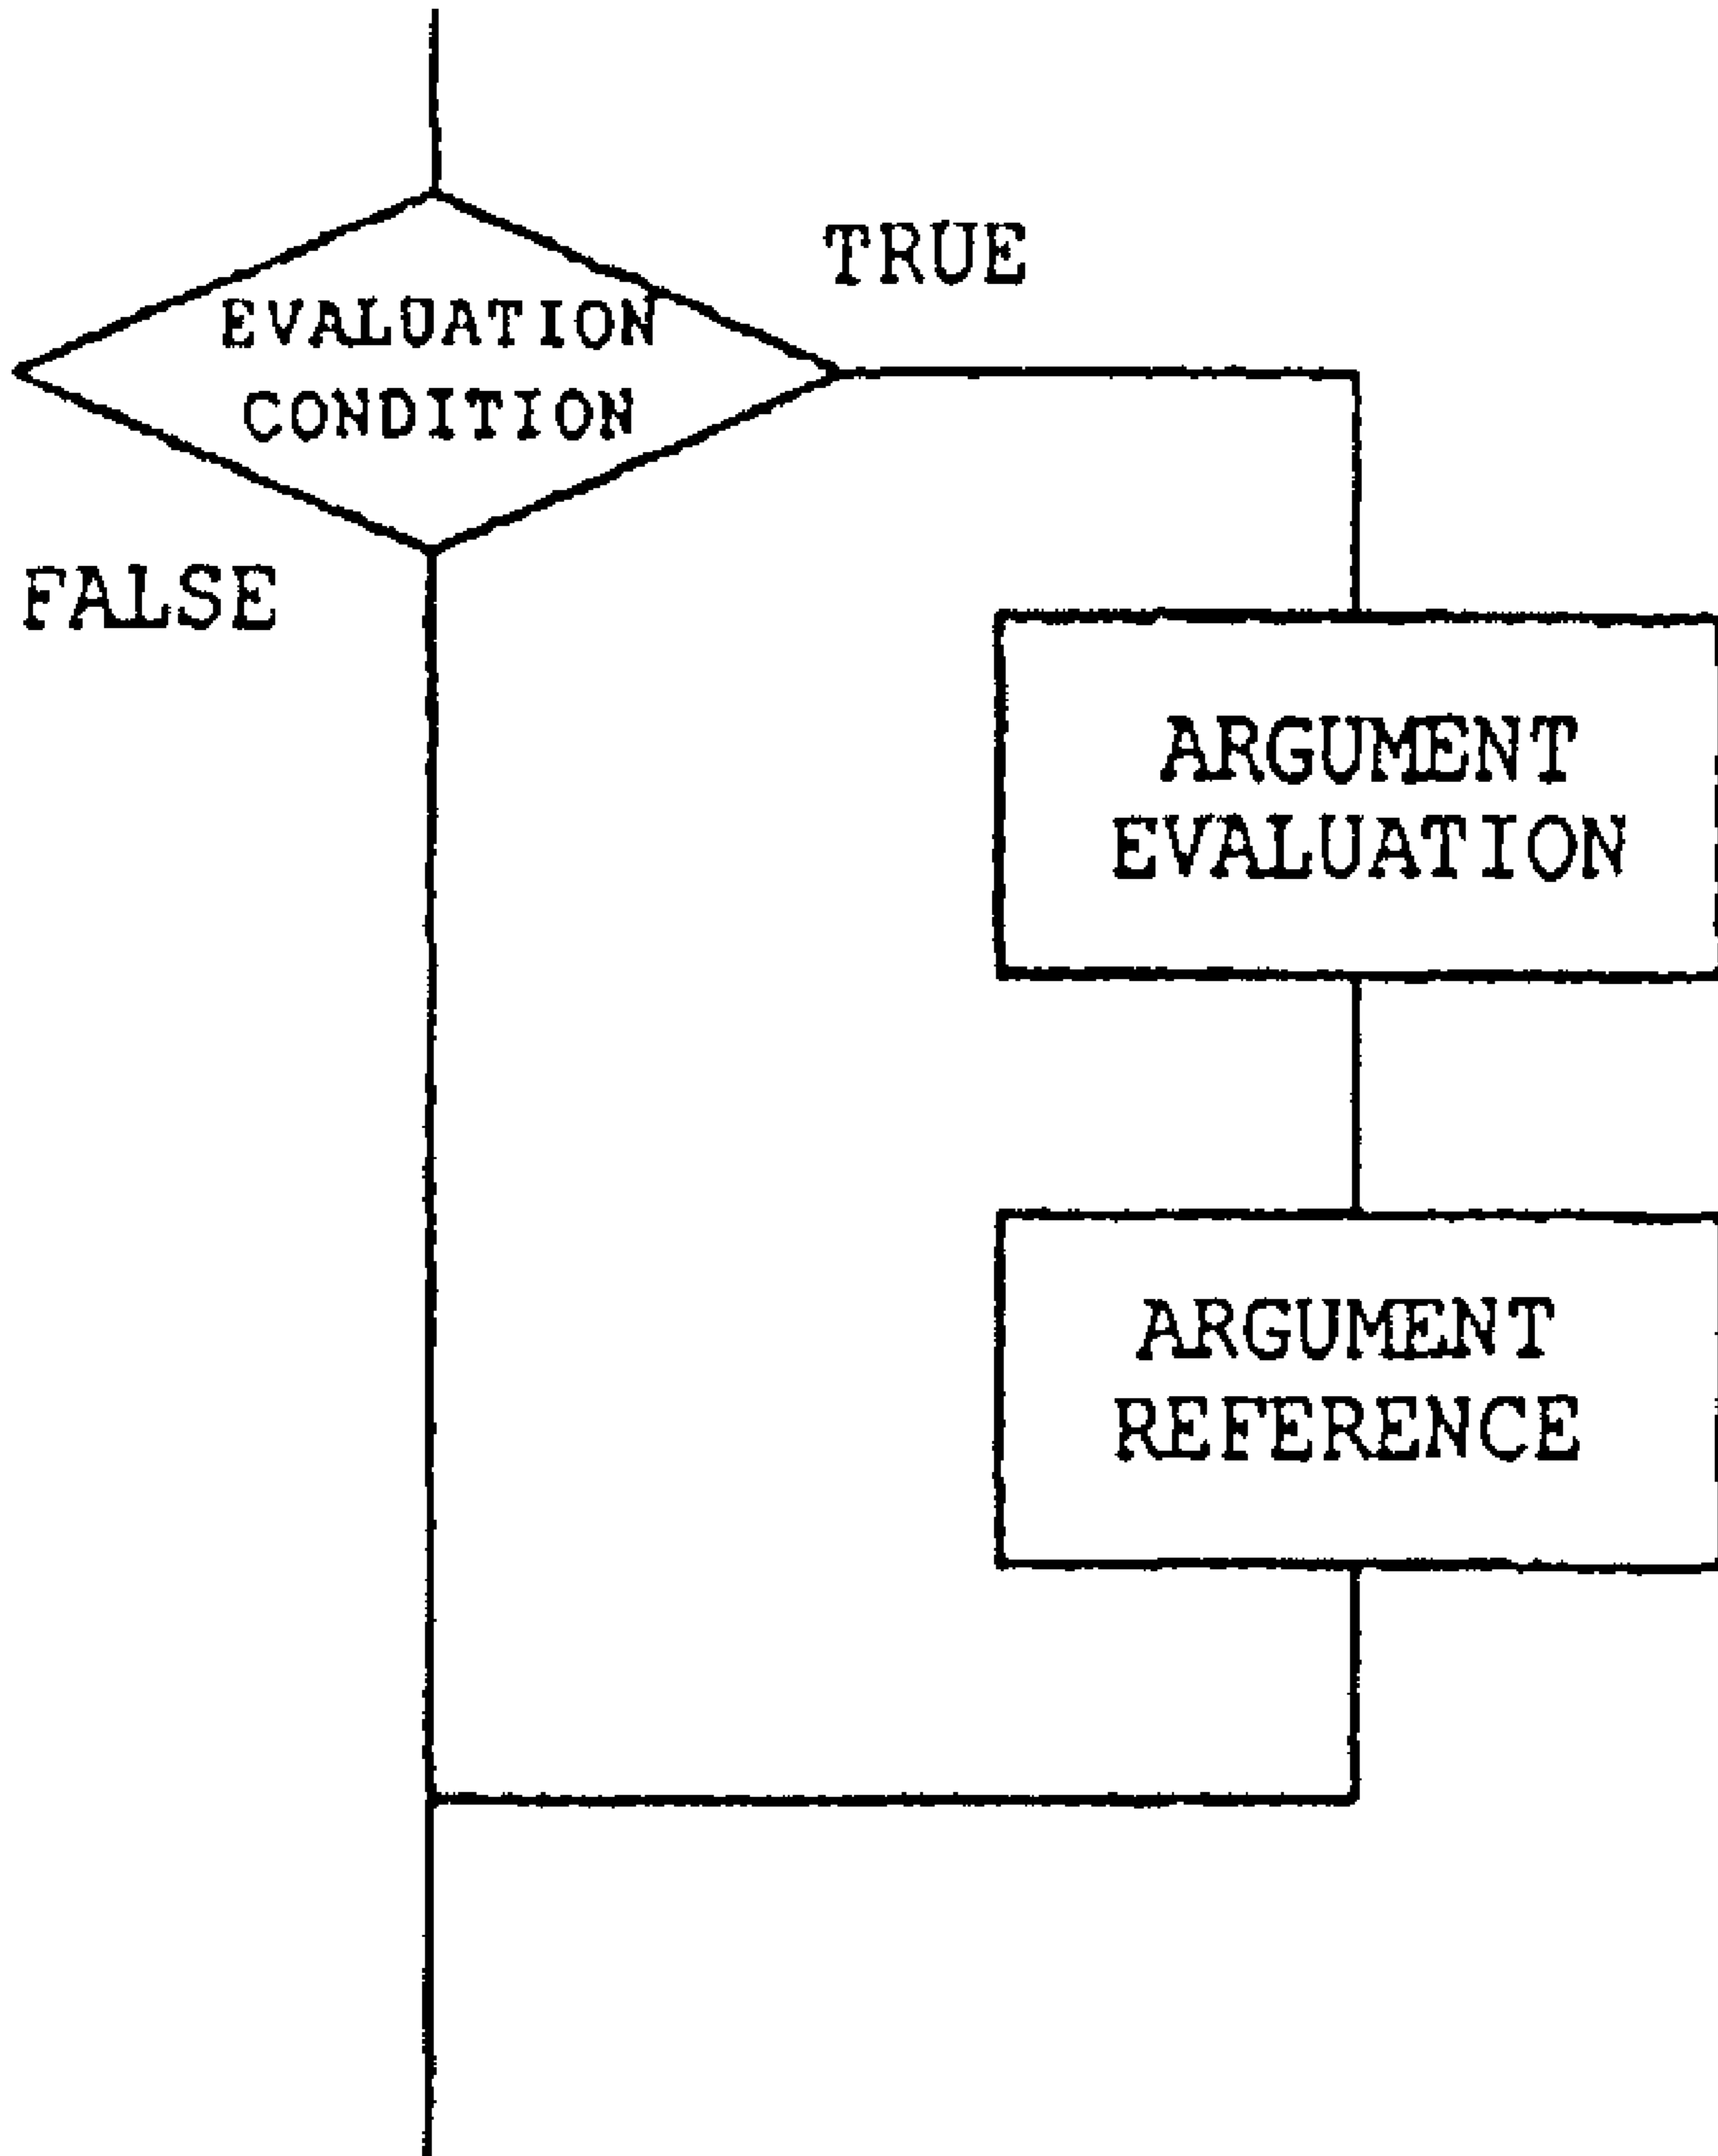 TRUE
EVALUATION
CONDITION
FALSE
ARGUMENT
EVALUATION
ARGUMENT
REFERENCE